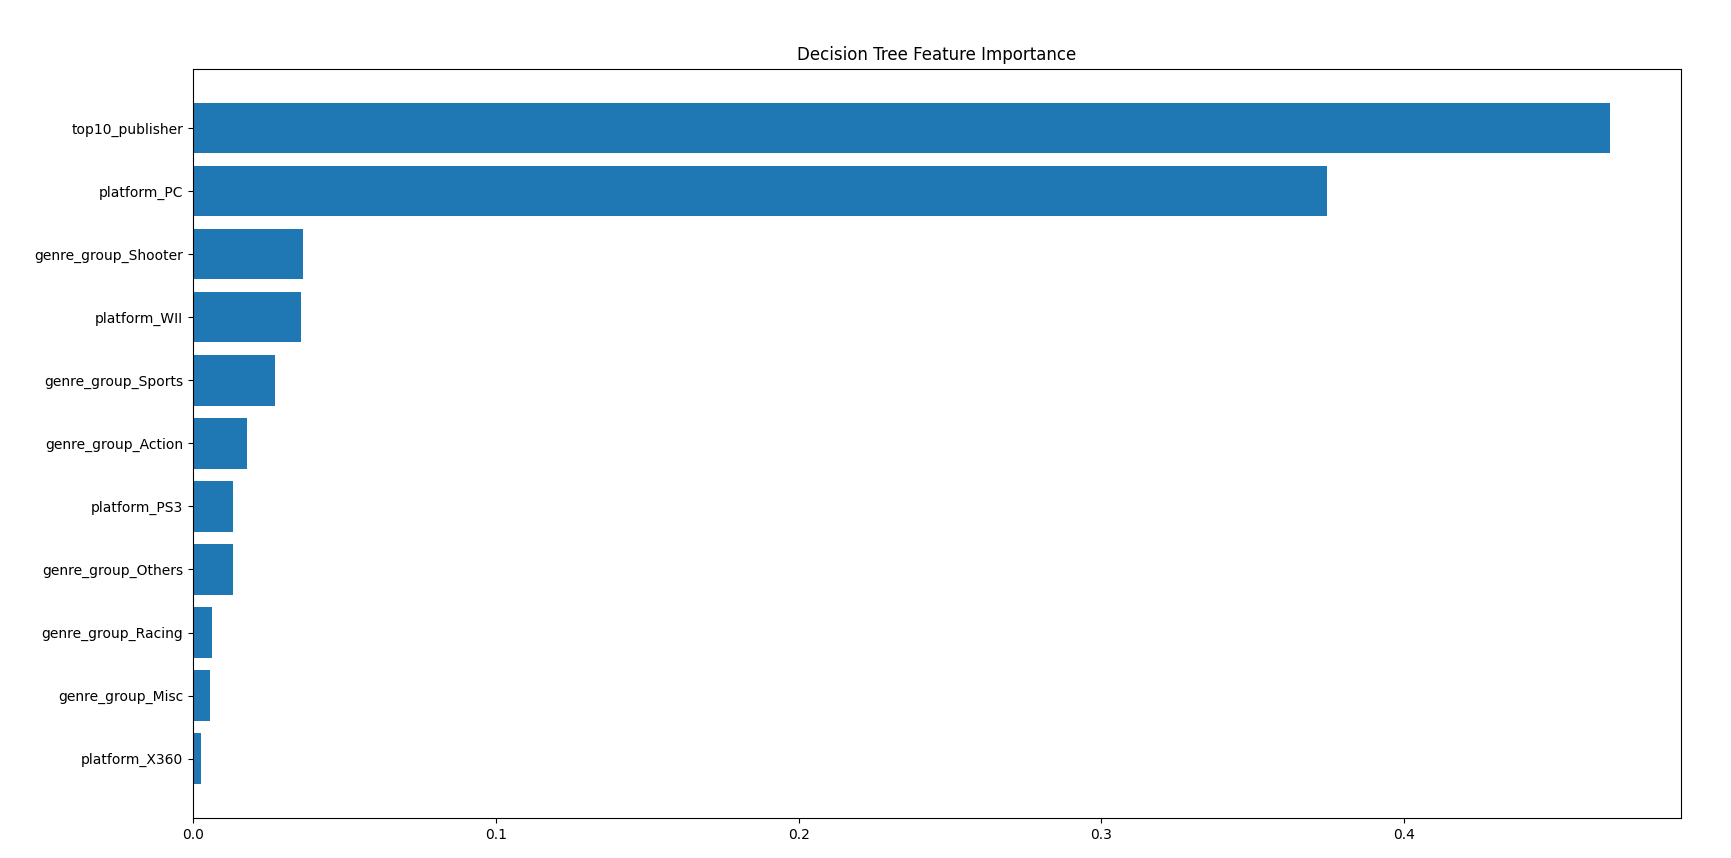 Decision Tree Feature Importance
top10_publisher
platform_PC
genre_group_Shooter
platform_WII
genre_group_Sports
genre_group_Action
platform_PS3
genre_group_Others
genre_group_Racing
genre_group_Misc
platform_X360
0.0 0.1 0.2 0.3 0.4